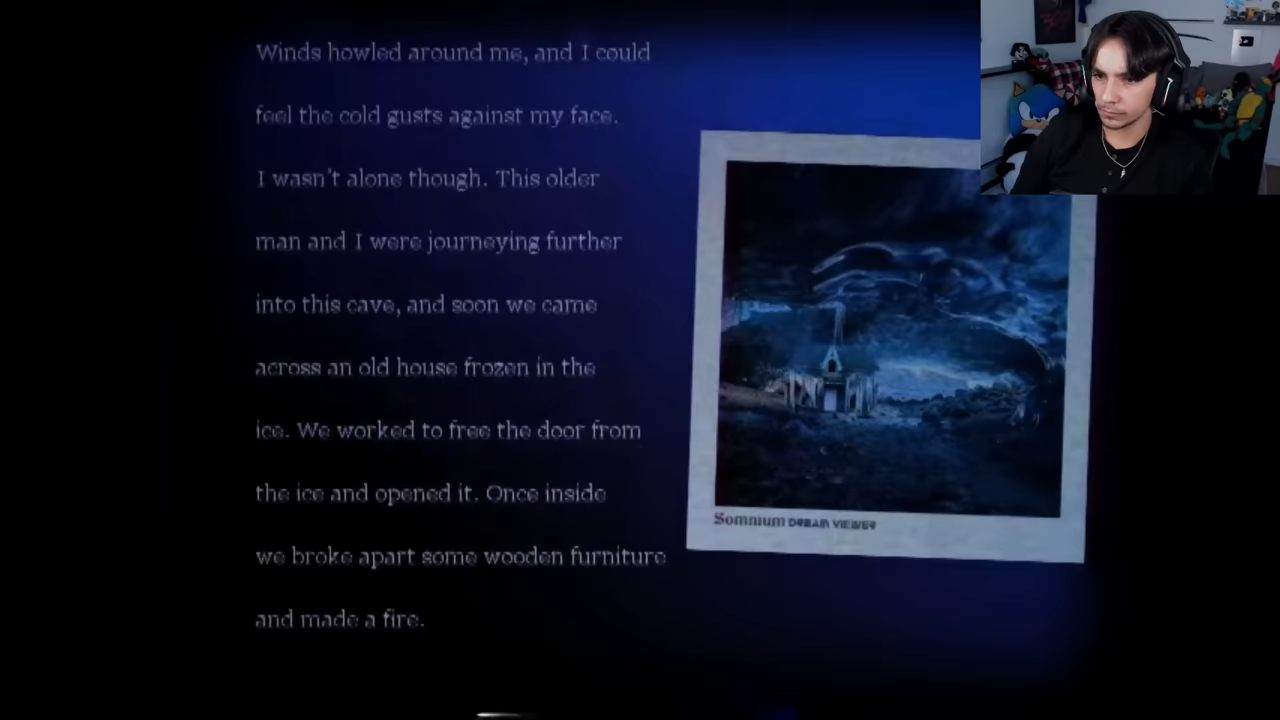 Winds howled around me, and I could
feel the cold gusts against my face.
I wasn't alone though. This older
man and I were journeying further
into this cave, and soon we came
across an old house frozen in the
ice. We worked to free the door from
the ice and opened it. Once inside
we broke apart some wooden furniture
and made a fire.
Somnium DREAM VIEWER